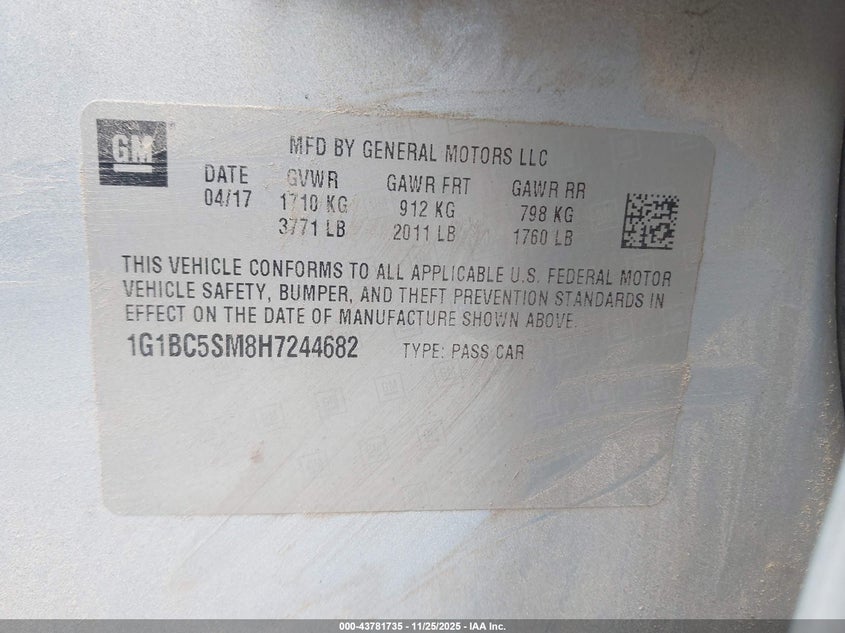 GM
MFD BY GENERAL MOTORS LLC
DATE GVWR GAWR FRT GAWR RR
04/17 1710 KG 912 KG 798 KG
3771 LB 2011 LB 1760 LB
THIS VEHICLE CONFORMS TO ALL APPLICABLE U.S. FEDERAL MOTOR
VEHICLE SAFETY, BUMPER, AND THEFT PREVENTION STANDARDS IN
EFFECT ON THE DATE OF MANUFACTURE SHOWN ABOVE.
1G1BC5SM8H7244682 TYPE: PASS CAR
000-43781735 - 11/25/2025 - IAA Inc.